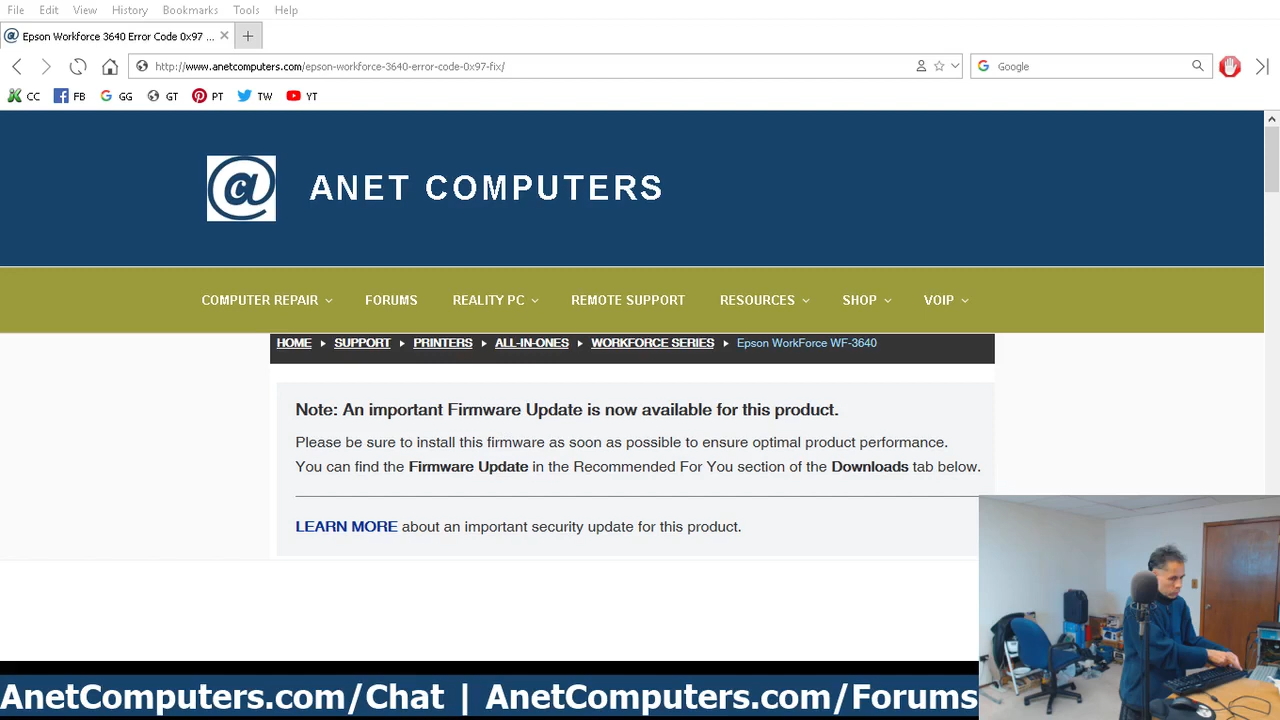 File Edit View History Bookmarks Tools Help
Epson Workforce 3640 Error Code 0x97 ...
http://www.anetcomputers.com/epson-workforce-3640-error-code-0x97-fix/
Google
CC FB GG GT PT TW YT
@ ANET COMPUTERS
COMPUTER REPAIR FORUMS REALITY PC REMOTE SUPPORT RESOURCES SHOP VOIP
HOME SUPPORT PRINTERS ALL-IN-ONES WORKFORCE SERIES Epson WorkForce WF-3640
Note: An important Firmware Update is now available for this product.
Please be sure to install this firmware as soon as possible to ensure optimal product performance.
You can find the Firmware Update in the Recommended For You section of the Downloads tab below.
LEARN MORE about an important security update for this product.
AnetComputers.com/Chat | AnetComputers.com/Forums